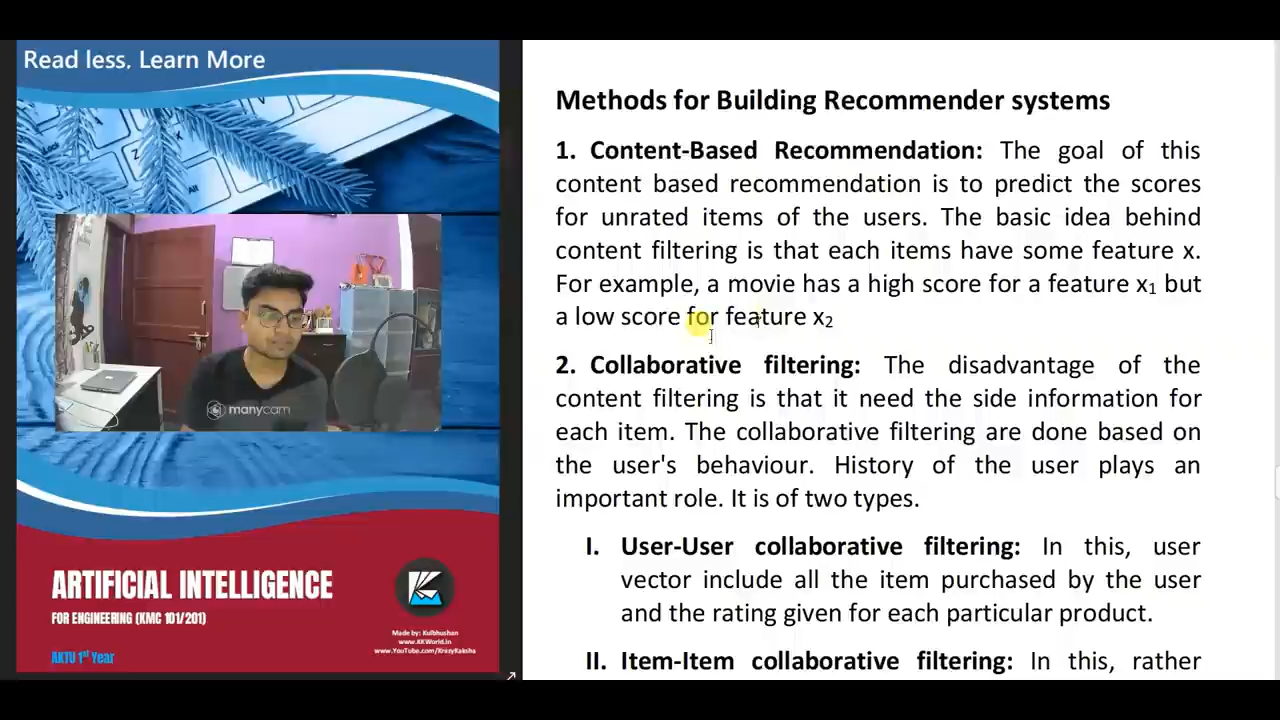 Read less. Learn More
manycam
ARTIFICIAL INTELLIGENCE
FOR ENGINEERING (KMC 101/201)
AKTU 1st Year
Made by: Kulbhushan
www.KKWorld.in
www.YouTube.com/KrazyKaksha
Methods for Building Recommender systems
1. Content-Based Recommendation: The goal of this
content based recommendation is to predict the scores
for unrated items of the users. The basic idea behind
content filtering is that each items have some feature x.
For example, a movie has a high score for a feature x₁ but
a low score for feature x₂
2. Collaborative filtering: The disadvantage of the
content filtering is that it need the side information for
each item. The collaborative filtering are done based on
the user's behaviour. History of the user plays an
important role. It is of two types.
I. User-User collaborative filtering: In this, user
vector include all the item purchased by the user
and the rating given for each particular product.
II. Item-Item collaborative filtering: In this, rather